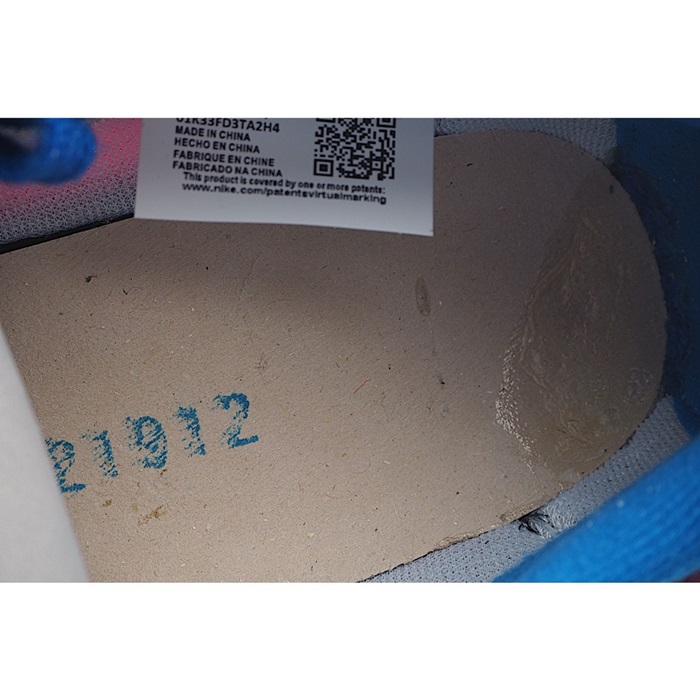 01K33FD3TA2H4
MADE IN CHINA
HECHO EN CHINA
FABRIQUE EN CHINE
FABRICADO NA CHINA
This product is covered by one or more patents:
www.nike.com/patentsvirtualmarking
21912